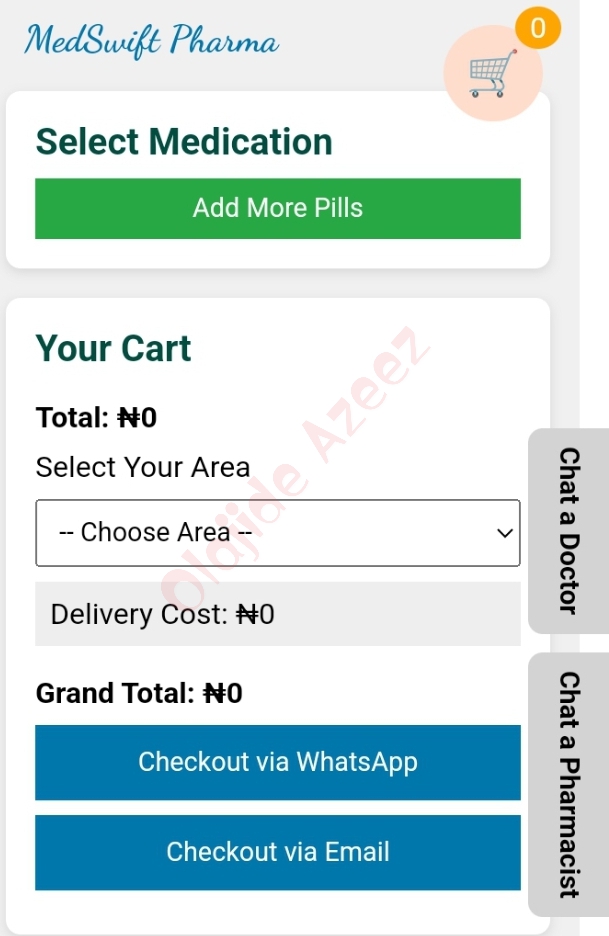 MedSwift Pharma
0
Select Medication
Add More Pills
Your Cart
Total: ₦0
Select Your Area
-- Choose Area --
Delivery Cost: ₦0
Grand Total: ₦0
Checkout via WhatsApp
Checkout via Email
Chat a Doctor
Chat a Pharmacist
Oldjide Azeez